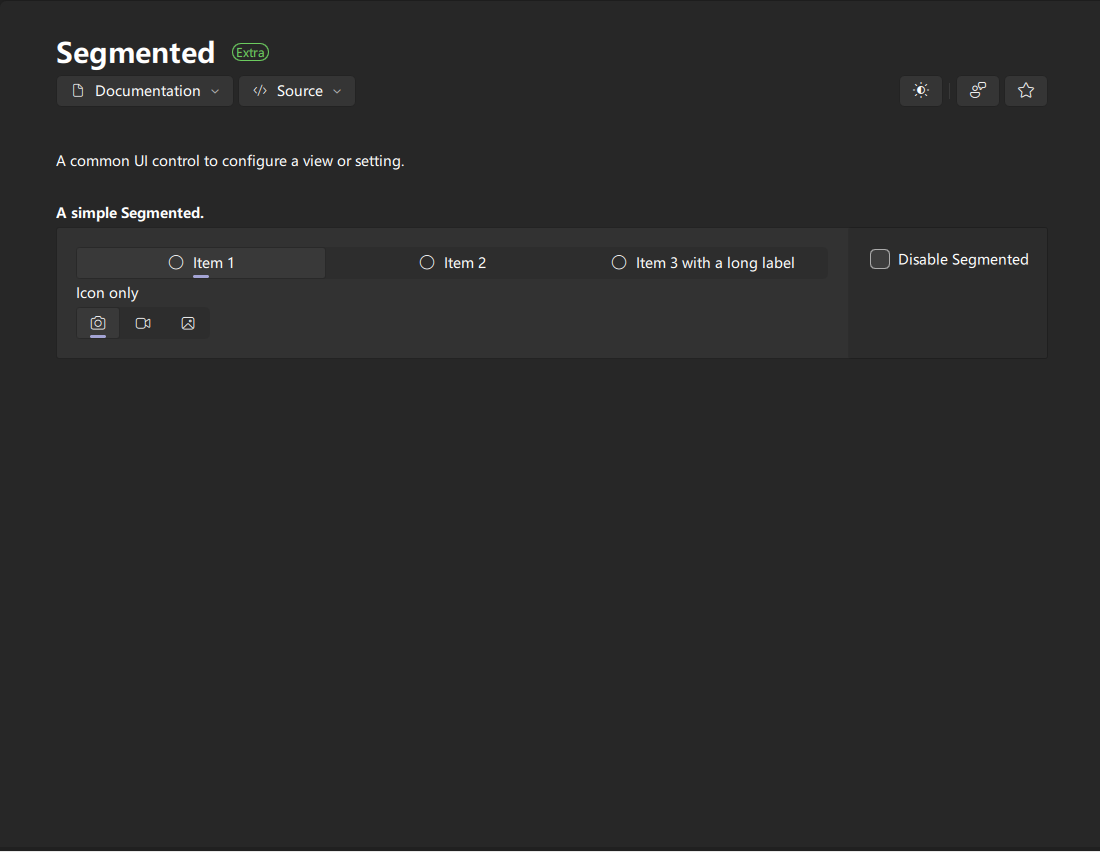 Segmented Extra
Documentation Source
A common UI control to configure a view or setting.
A simple Segmented.
Item 1 Item 2 Item 3 with a long label Disable Segmented
Icon only